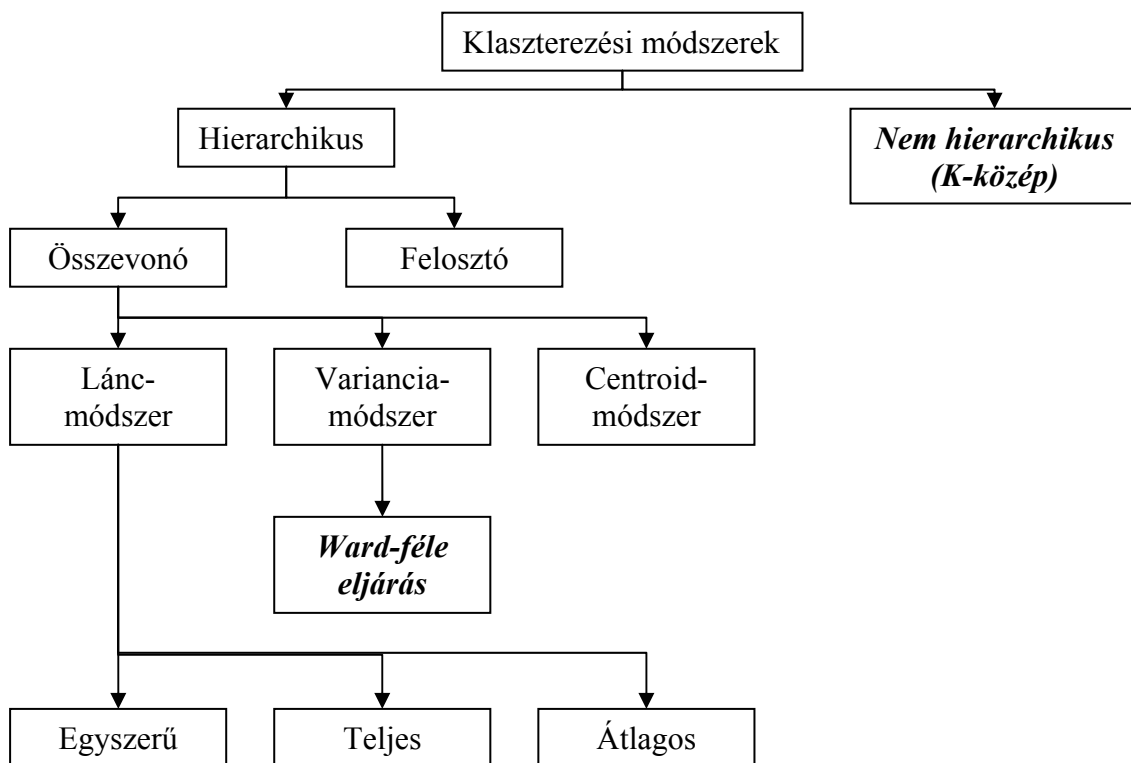 Klaszterezési módszerek
Hierarchikus
Nem hierarchikus
(K-közép)
Összevonó
Felosztó
Lánc-
módszer
Variancia-
módszer
Centroid-
módszer
Ward-féle
eljárás
Egyszerű
Teljes
Átlagos